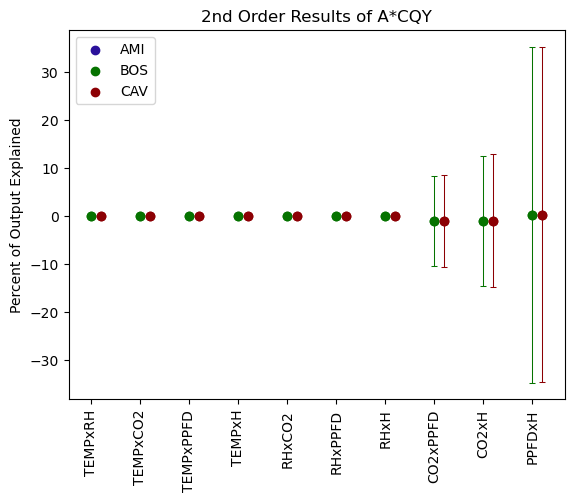 2nd Order Results of A*CQY
AMI
BOS
CAV
Percent of Output Explained
30
20
10
0
−10
−20
−30
TEMPxRH
TEMPxCO2
TEMPxPPFD
TEMPxH
RHxCO2
RHxPPFD
RHxH
CO2xPPFD
CO2xH
PPFDxH